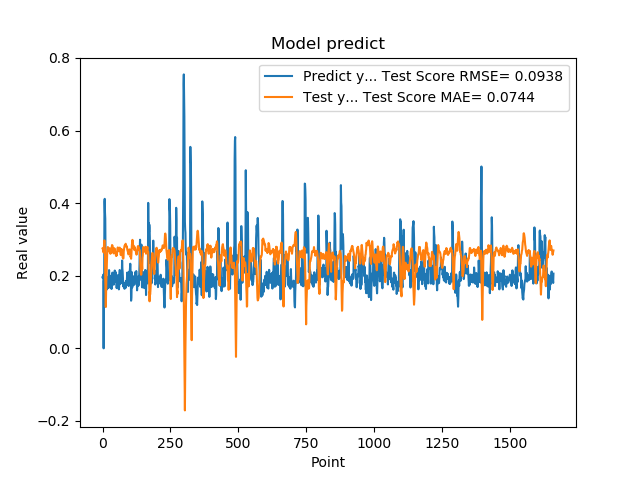 Model predict
Predict y... Test Score RMSE= 0.0938
Test y... Test Score MAE= 0.0744
Real value
0.8
0.6
0.4
0.2
0.0
−0.2
0 250 500 750 1000 1250 1500
Point